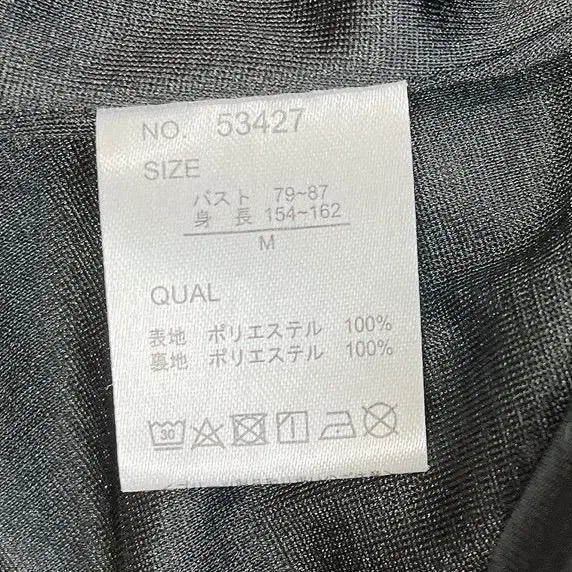 NO. 53427
SIZE
バスト 79~87
身 長 154~162
M
QUAL
表地 ポリエステル 100%
裏地 ポリエステル 100%
30